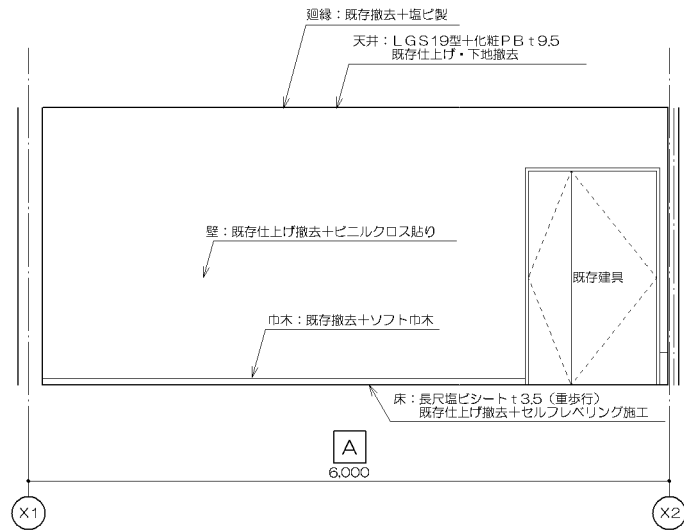 廻縁：既存撤去＋塩ビ製
天井：ＬＧＳ１９型＋化粧ＰＢｔ９.５
既存仕上げ・下地撤去
壁：既存仕上げ撤去＋ビニルクロス貼り
既存建具
巾木：既存撤去＋ソフト巾木
床：長尺塩ビシートｔ３.５（重歩行）
既存仕上げ撤去＋セルフレベリング施工
A
6,000
X1
X2